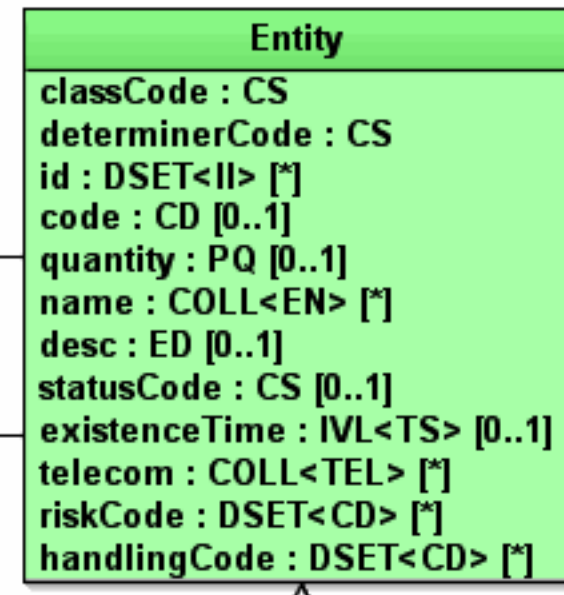 Entity
classCode : CS
determinerCode : CS
id : DSET<II> [*]
code : CD [0..1]
quantity : PQ [0..1]
name : COLL<EN> [*]
desc : ED [0..1]
statusCode : CS [0..1]
existenceTime : IVL<TS> [0..1]
telecom : COLL<TEL> [*]
riskCode : DSET<CD> [*]
handlingCode : DSET<CD> [*]